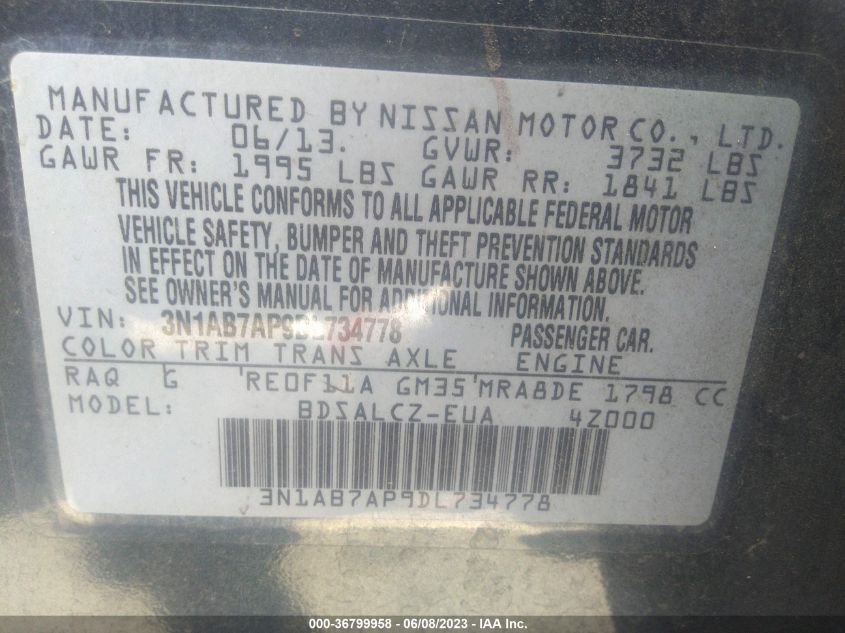 MANUFACTURED BY NISSAN MOTOR CO., LTD.
DATE: 06/13. GVWR: 3732 LBS
GAWR FR: 1995 LBS GAWR RR: 1841 LBS
THIS VEHICLE CONFORMS TO ALL APPLICABLE FEDERAL MOTOR
VEHICLE SAFETY, BUMPER AND THEFT PREVENTION STANDARDS
IN EFFECT ON THE DATE OF MANUFACTURE SHOWN ABOVE.
SEE OWNER'S MANUAL FOR ADDITIONAL INFORMATION.
VIN: 3N1AB7AP9DL734778 PASSENGER CAR.
COLOR TRIM TRANS AXLE ENGINE
RAQ G 'RE0F11A GM35'MRA8DE 1798 CC
MODEL: BDSALCZ-EUA 4Z000
3N1AB7AP9DL734778
000-36799958 - 06/08/2023 - IAA Inc.